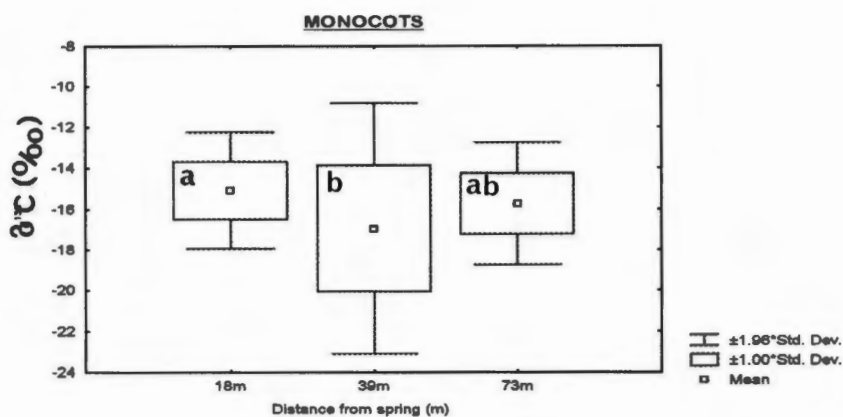 MONOCOTS
-8
-10
-12
-14
-16
-18
-20
-22
-24
∂¹³C (‰)
a
b
ab
18m
39m
73m
Distance from spring (m)
±1.96*Std. Dev.
±1.00*Std. Dev.
Mean